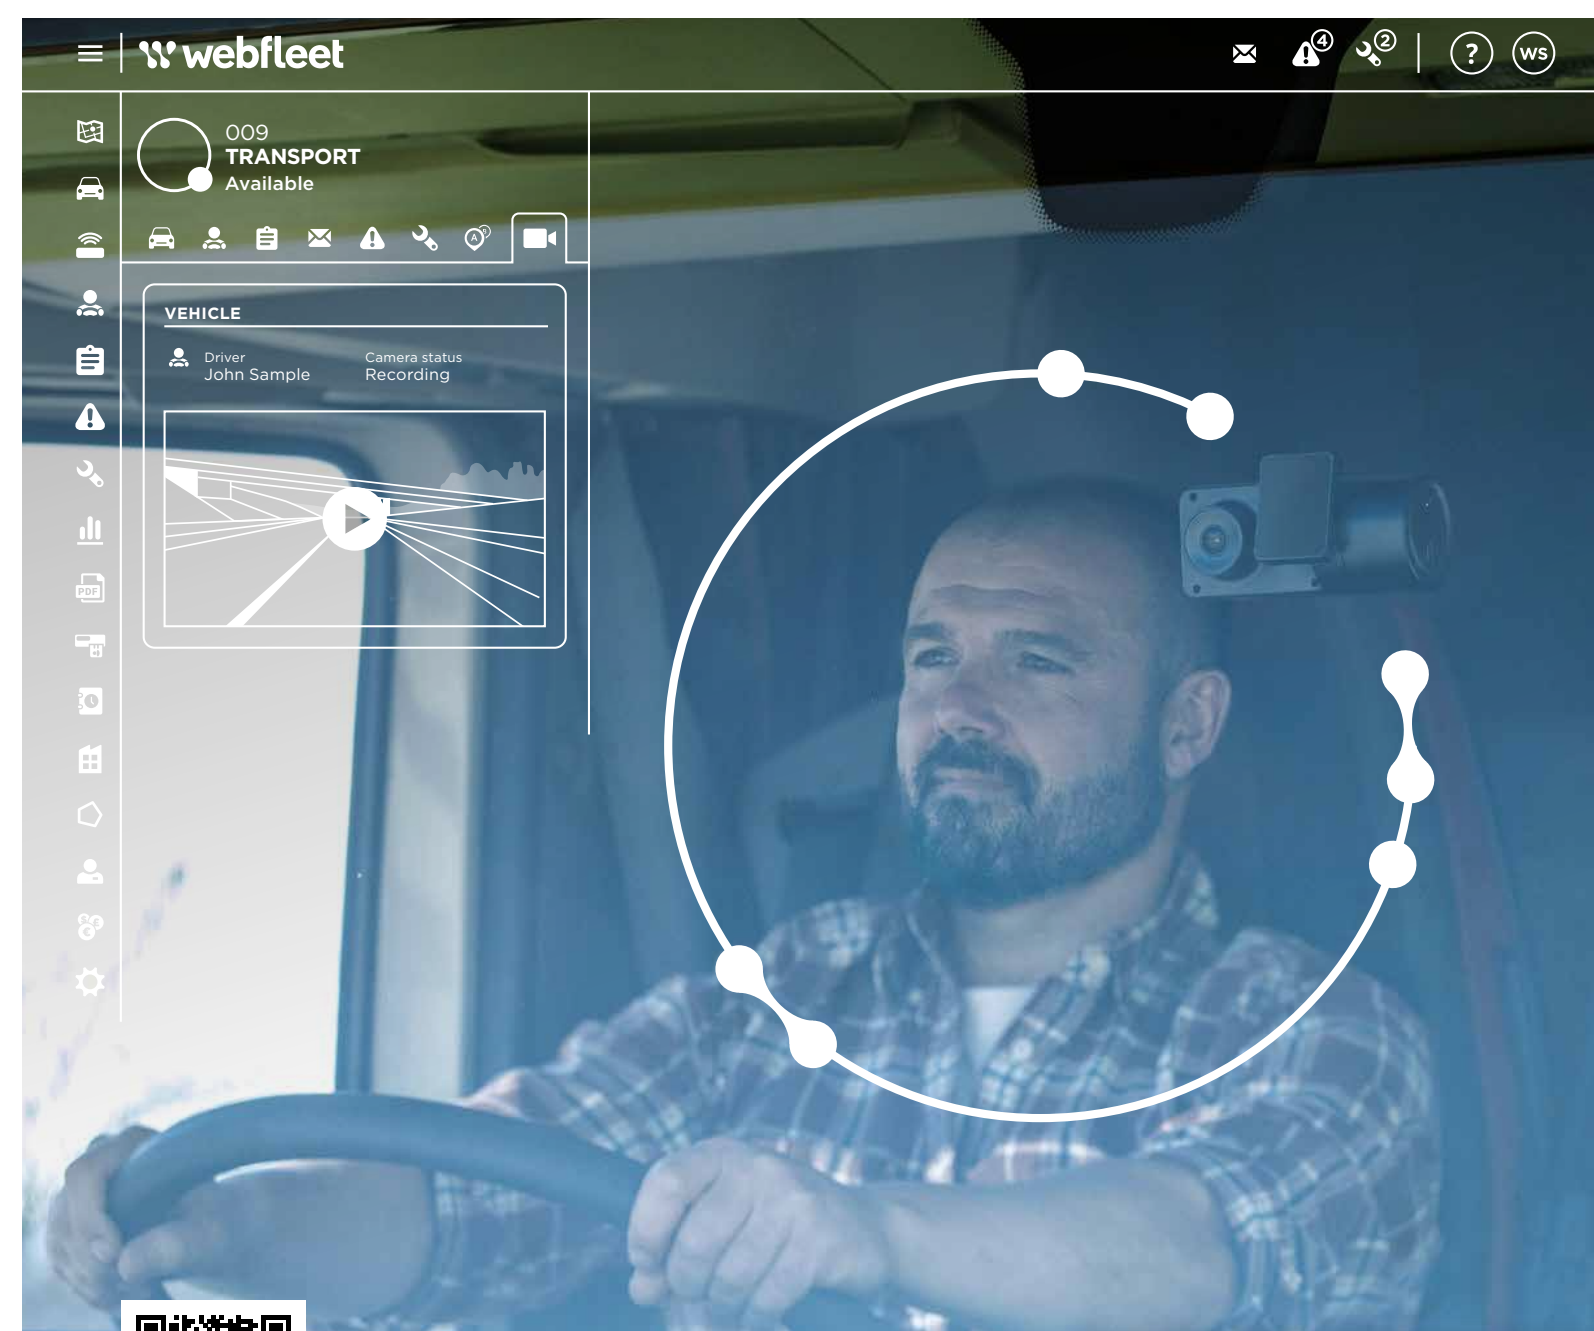 webfleet
4
2
?
WS
009
TRANSPORT
Available
A
VEHICLE
Driver
Camera status
John Sample
Recording
PDF